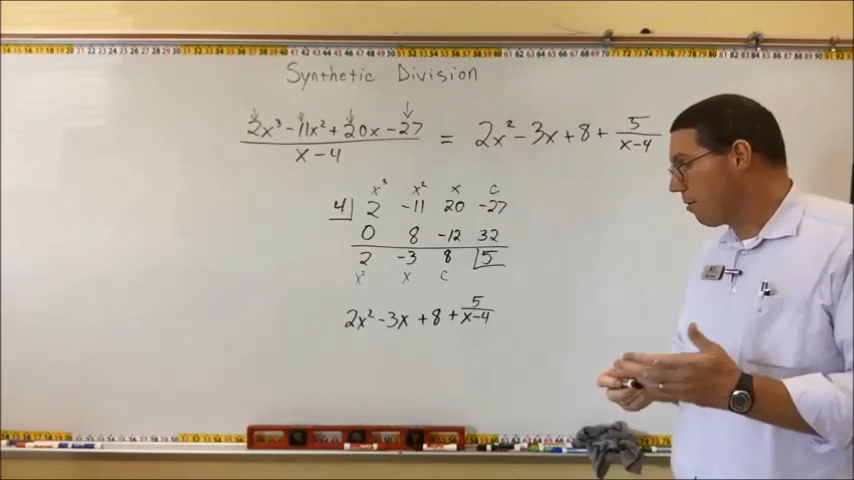 Synthetic Division
2x³ - 11x² + 20x - 27
x - 4
= 2x² - 3x + 8 + 5/(x-4)
x³ x² x c
4 2 -11 20 -27
0 8 -12 32
2 -3 8 5
x² x c
2x² - 3x + 8 + 5/(x-4)